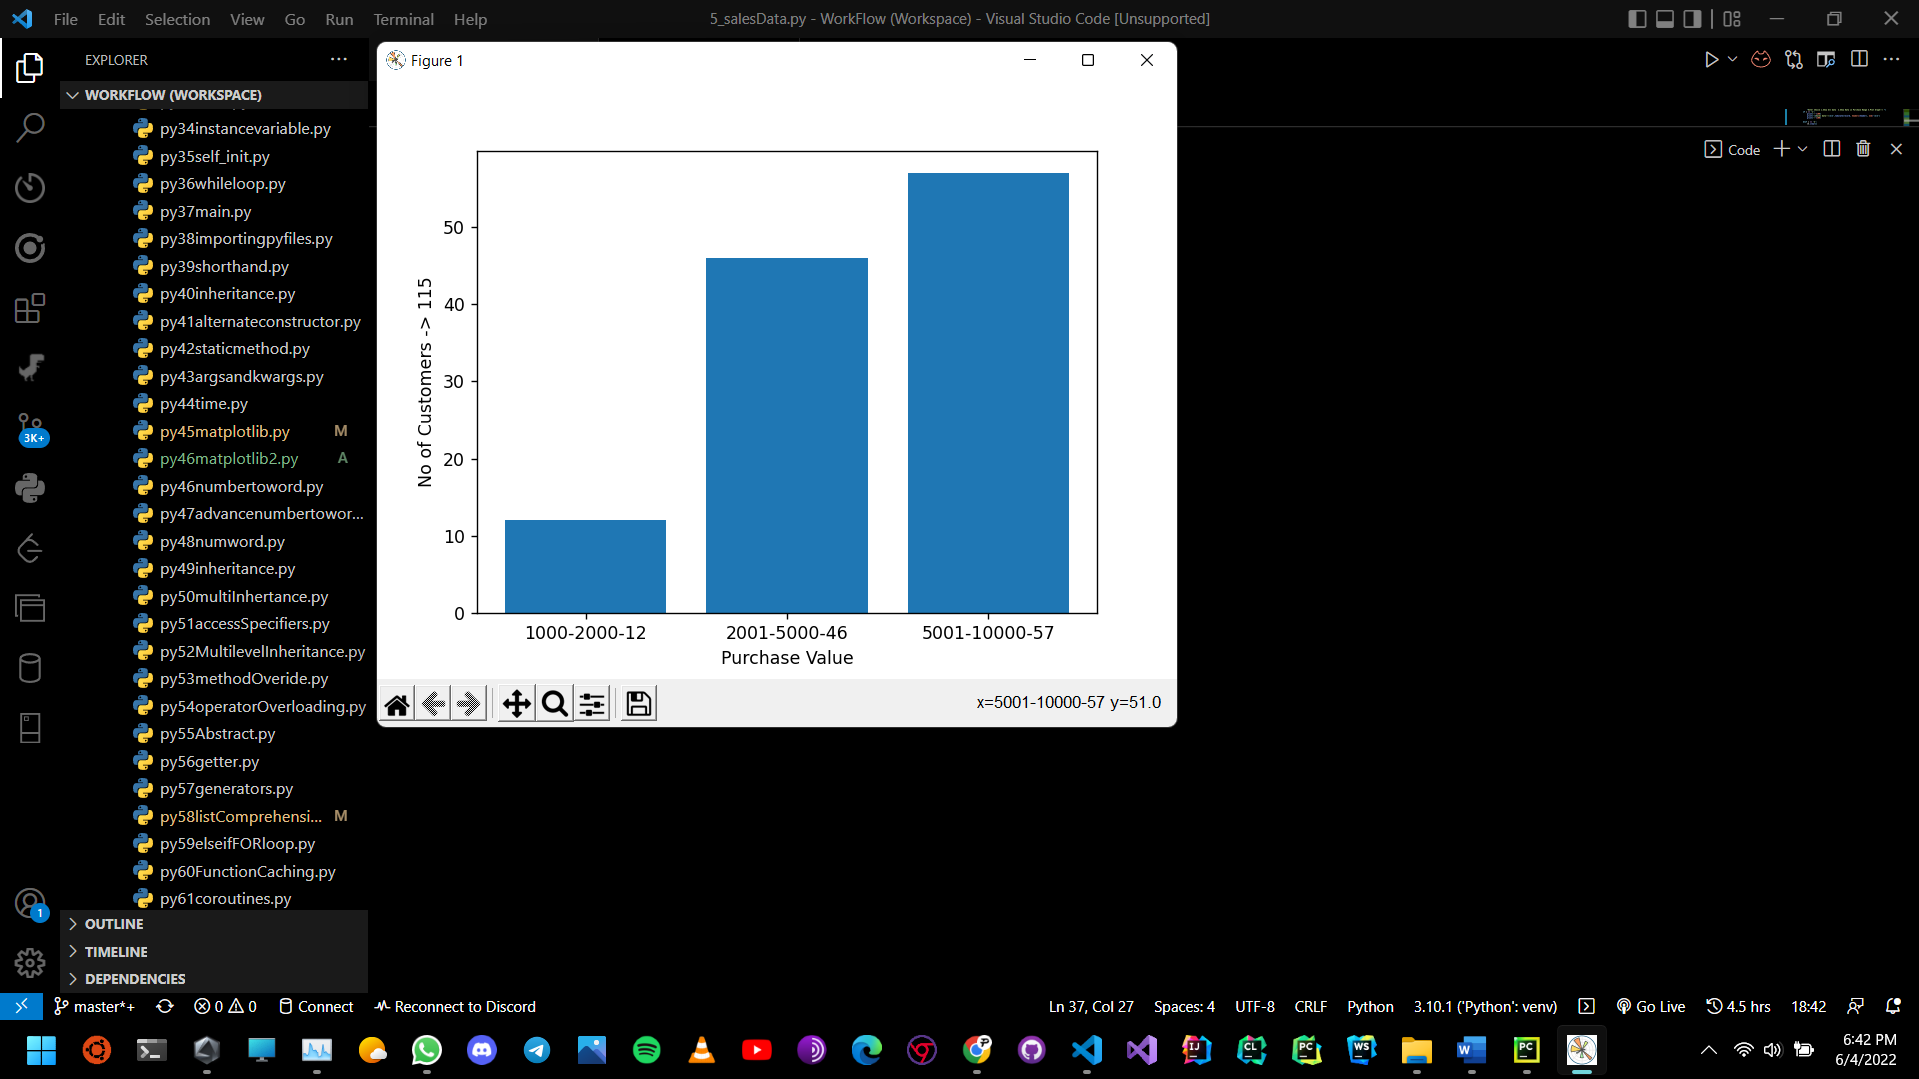 File Edit Selection View Go Run Terminal Help
5_salesData.py - WorkFlow (Workspace) - Visual Studio Code [Unsupported]
EXPLORER
WORKFLOW (WORKSPACE)
py34instancevariable.py
py35self_init.py
py36whileloop.py
py37main.py
py38importingpyfiles.py
py39shorthand.py
py40inheritance.py
py41alternateconstructor.py
py42staticmethod.py
py43argsandkwargs.py
py44time.py
py45matplotlib.py M
py46matplotlib2.py A
py46numbertoword.py
py47advancenumbertowor...
py48numword.py
py49inheritance.py
py50multiInhertance.py
py51accessSpecifiers.py
py52MultilevelInheritance.py
py53methodOveride.py
py54operatorOverloading.py
py55Abstract.py
py56getter.py
py57generators.py
py58listComprehensi... M
py59elseifFORloop.py
py60FunctionCaching.py
py61coroutines.py
OUTLINE
TIMELINE
DEPENDENCIES
3K+
1
Figure 1
No of Customers -> 115
50
40
30
20
10
0
1000-2000-12 2001-5000-46 5001-10000-57
Purchase Value
x=5001-10000-57 y=51.0
Code
master*+ 0 0 Connect Reconnect to Discord
Ln 37, Col 27 Spaces: 4 UTF-8 CRLF Python 3.10.1 ('Python': venv) Go Live 4.5 hrs 18:42
6:42 PM
6/4/2022